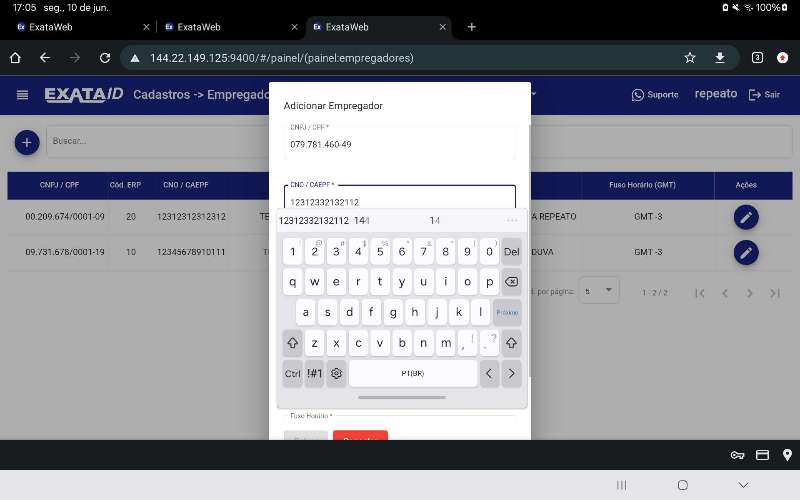 17:05 seg., 10 de jun. 100%
ExataWeb ExataWeb ExataWeb
144.22.149.125:9400/#/painel/(painel:empregadores) 3
EXATA ID Cadastros -> Empregado Suporte repeato Sair
Adicionar Empregador
CNPJ / CPF *
079.781.460-49
Buscar...
CNO / CAEPF *
12312332132112
CNPJ / CPF Cód. ERP CNO / CAEPF Fuso Horário (GMT) Ações
00.209.674/0001-09 20 12312312312312 TE A REPEATO GMT -3
09.731.678/0001-19 10 12345678910111 DUVA GMT -3
. por página: 5 1 - 2 / 2
12312332132112 144 14 ...
1 2 @ 3 # 4 $ 5 % 6 ^ 7 & 8 * 9 ( 0 ) Del
q w e r t y u i o p
a s d f g h j k l Próximo
z x c v b n m , ! . ?
Ctrl !#1 PT(BR) < >
Fuso Horário *